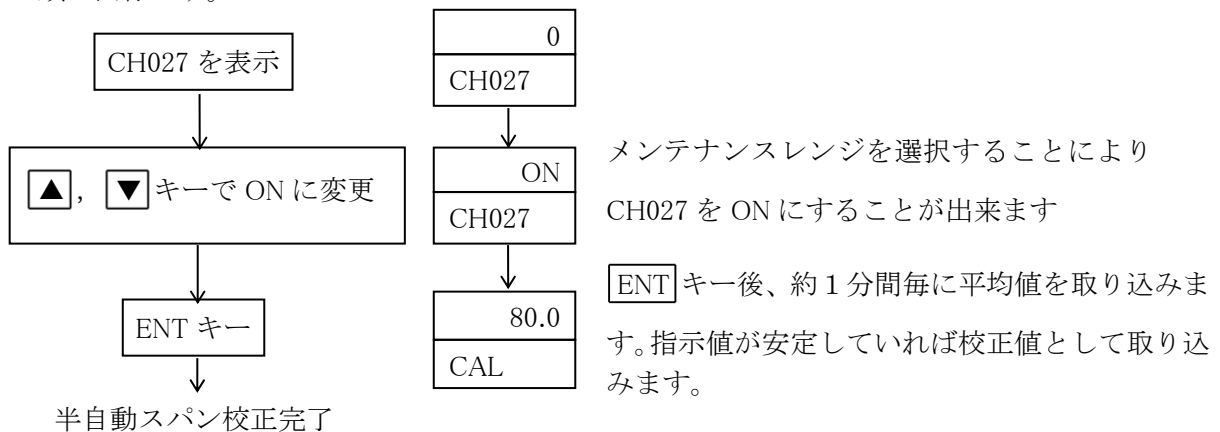 CH027 を表示
▲, ▼キーで ON に変更
ENT キー
半自動スパン校正完了
0
CH027
ON
CH027
80.0
CAL
メンテナンスレンジを選択することにより
CH027 を ON にすることが出来ます
ENTキー後、約１分間毎に平均値を取り込みま
す。指示値が安定していれば校正値として取り込
みます。